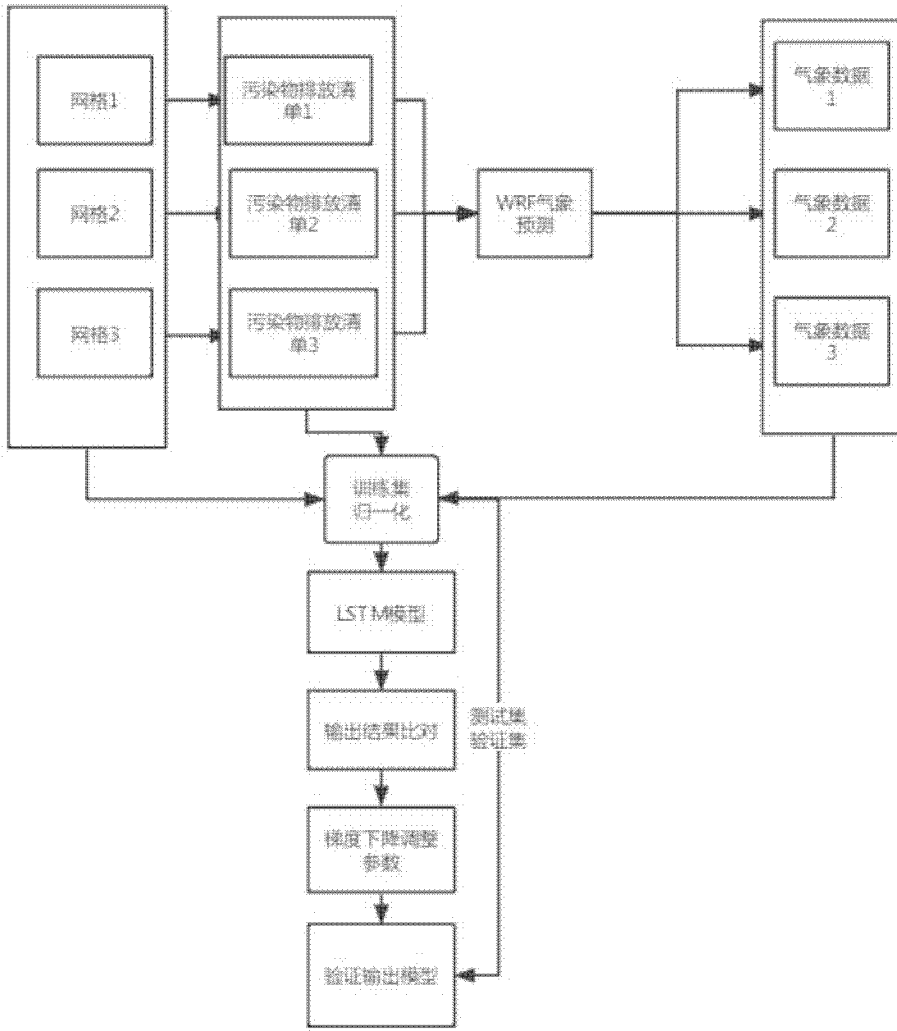 网格1
污染物排放清
单1
气象数据
1
网格2
污染物排放清
单2
WRF气象
预测
气象数据
2
网格3
污染物排放清
单3
气象数据
3
训练集
归一化
LSTM模型
输出结果比对
测试集
验证集
梯度下降调整
参数
验证输出模型